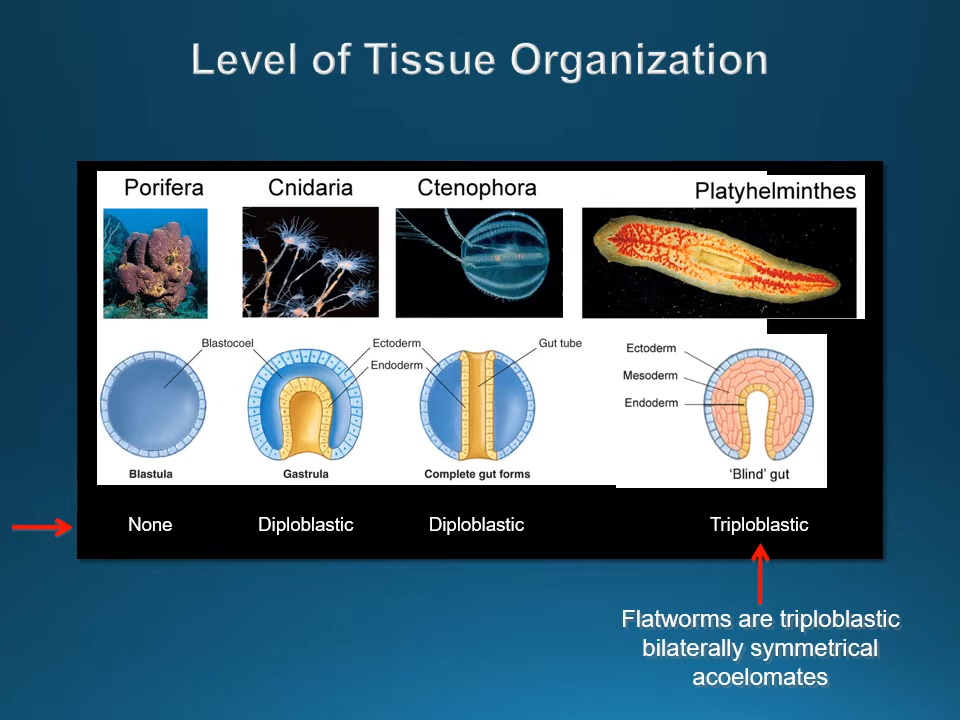 Level of Tissue Organization
Porifera
Cnidaria
Ctenophora
Platyhelminthes
Blastocoel
Ectoderm
Endoderm
Gut tube
Ectoderm
Mesoderm
Endoderm
Blastula
Gastrula
Complete gut forms
‘Blind’ gut
None
Diploblastic
Diploblastic
Triploblastic
Flatworms are triploblastic
bilaterally symmetrical
acoelomates